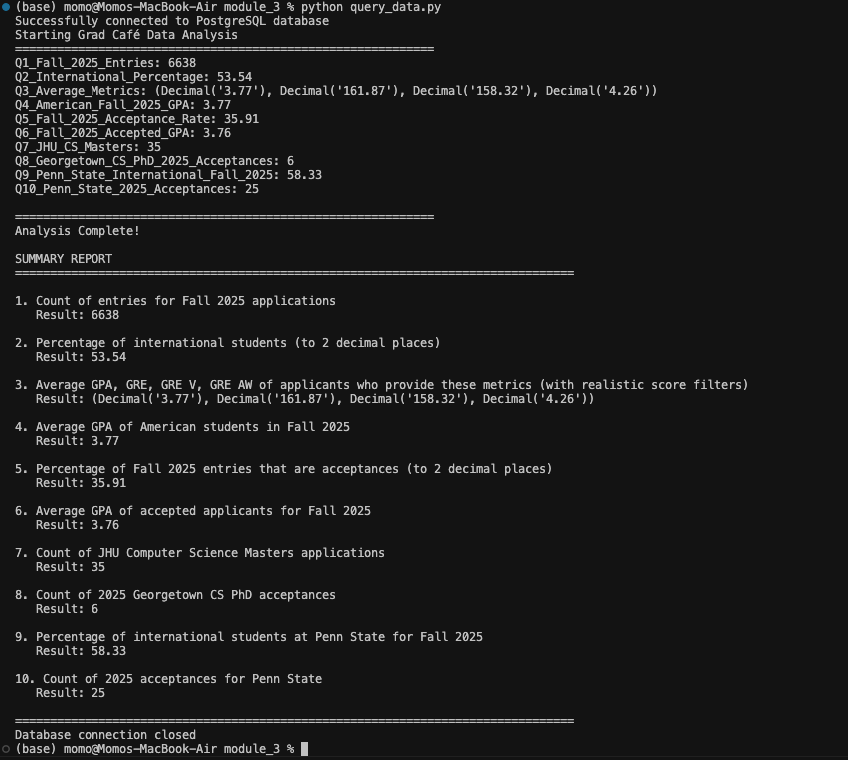 (base) momo@Momos-MacBook-Air module_3 % python query_data.py
Successfully connected to PostgreSQL database
Starting Grad Café Data Analysis
============================================================
Q1_Fall_2025_Entries: 6638
Q2_International_Percentage: 53.54
Q3_Average_Metrics: (Decimal('3.77'), Decimal('161.87'), Decimal('158.32'), Decimal('4.26'))
Q4_American_Fall_2025_GPA: 3.77
Q5_Fall_2025_Acceptance_Rate: 35.91
Q6_Fall_2025_Accepted_GPA: 3.76
Q7_JHU_CS_Masters: 35
Q8_Georgetown_CS_PhD_2025_Acceptances: 6
Q9_Penn_State_International_Fall_2025: 58.33
Q10_Penn_State_2025_Acceptances: 25
============================================================
Analysis Complete!
SUMMARY REPORT
================================================================================
1. Count of entries for Fall 2025 applications
Result: 6638
2. Percentage of international students (to 2 decimal places)
Result: 53.54
3. Average GPA, GRE, GRE V, GRE AW of applicants who provide these metrics (with realistic score filters)
Result: (Decimal('3.77'), Decimal('161.87'), Decimal('158.32'), Decimal('4.26'))
4. Average GPA of American students in Fall 2025
Result: 3.77
5. Percentage of Fall 2025 entries that are acceptances (to 2 decimal places)
Result: 35.91
6. Average GPA of accepted applicants for Fall 2025
Result: 3.76
7. Count of JHU Computer Science Masters applications
Result: 35
8. Count of 2025 Georgetown CS PhD acceptances
Result: 6
9. Percentage of international students at Penn State for Fall 2025
Result: 58.33
10. Count of 2025 acceptances for Penn State
Result: 25
================================================================================
Database connection closed
(base) momo@Momos-MacBook-Air module_3 %